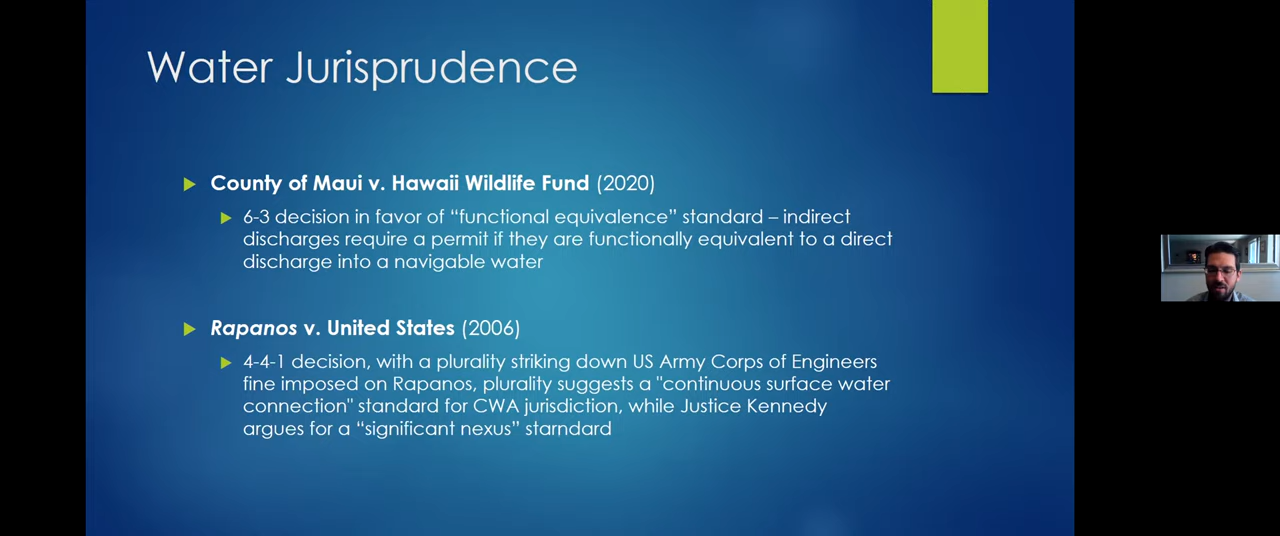 Water Jurisprudence
County of Maui v. Hawaii Wildlife Fund (2020)
6-3 decision in favor of “functional equivalence” standard – indirect
discharges require a permit if they are functionally equivalent to a direct
discharge into a navigable water
Rapanos v. United States (2006)
4-4-1 decision, with a plurality striking down US Army Corps of Engineers
fine imposed on Rapanos, plurality suggests a "continuous surface water
connection" standard for CWA jurisdiction, while Justice Kennedy
argues for a “significant nexus” starndard